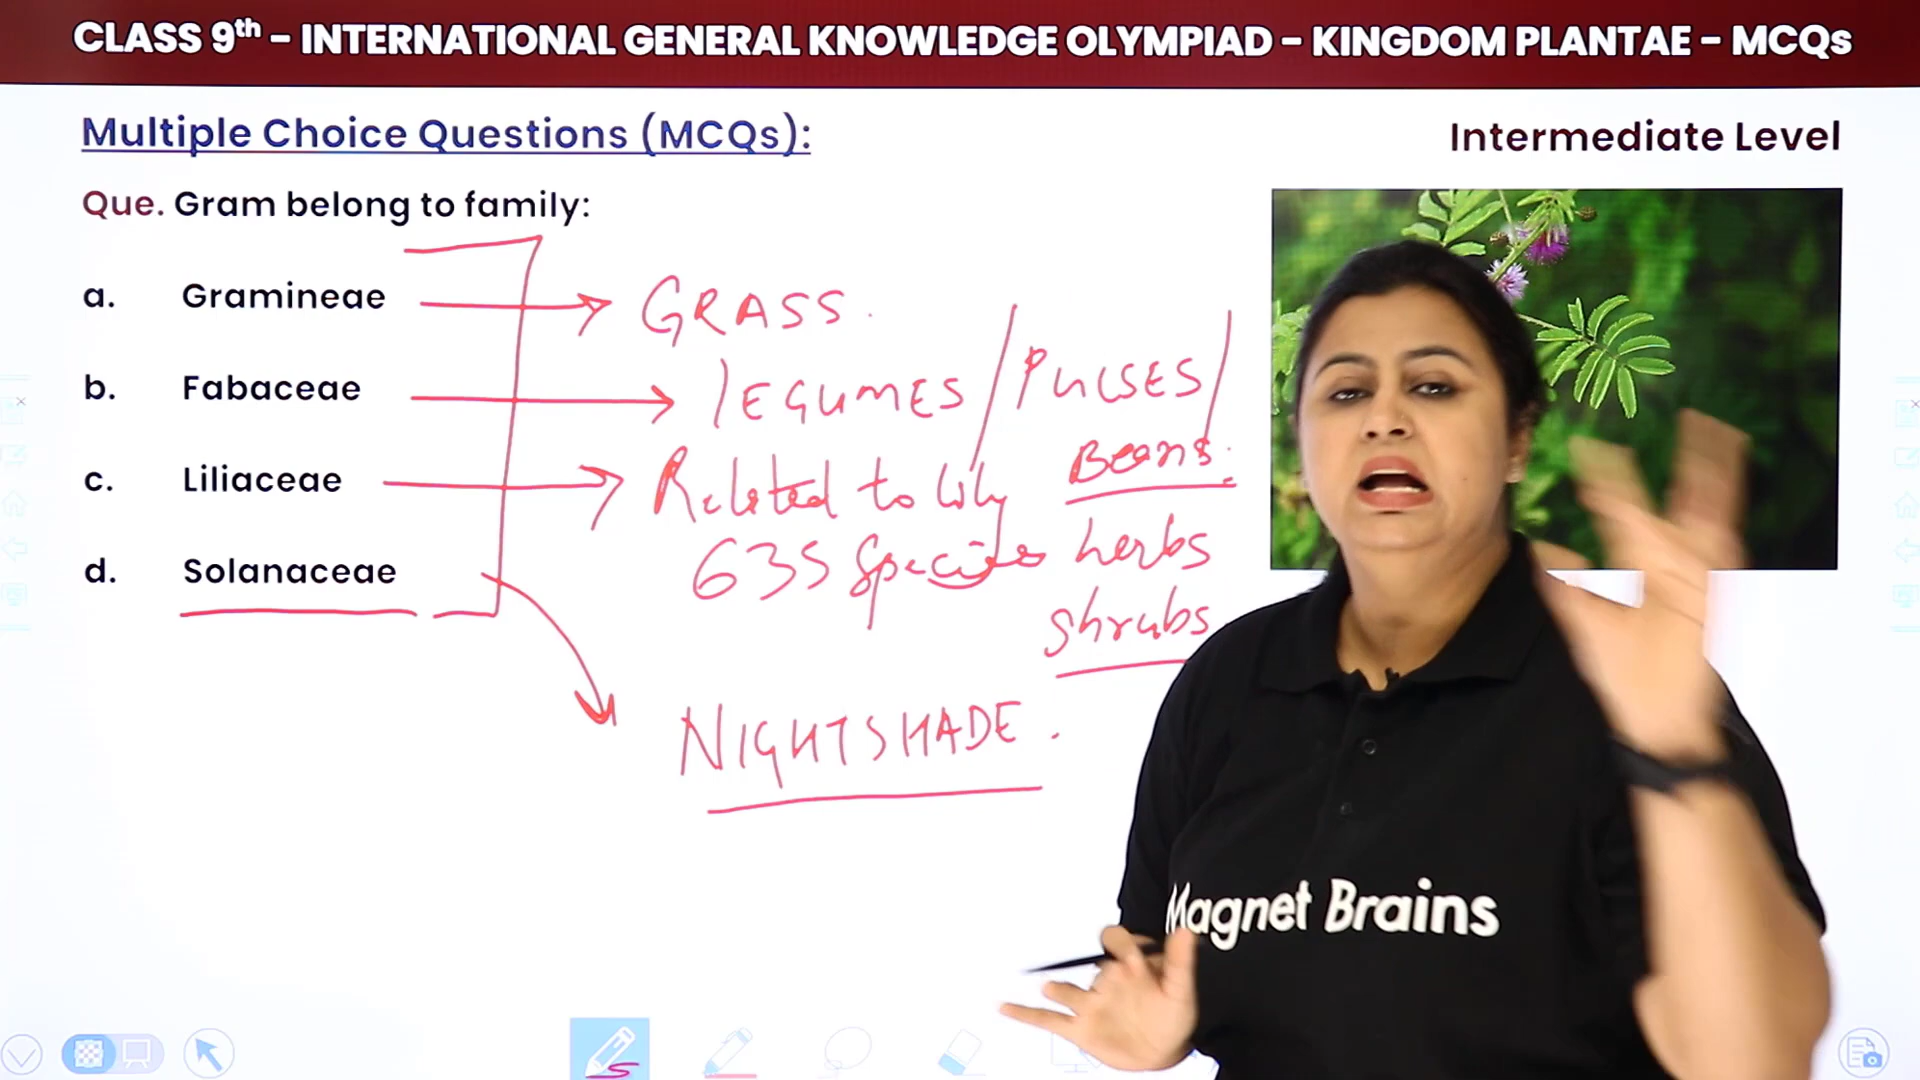 CLASS 9th – INTERNATIONAL GENERAL KNOWLEDGE OLYMPIAD – KINGDOM PLANTAE – MCQs
Multiple Choice Questions (MCQs):
Intermediate Level
Que. Gram belong to family:
a. Gramineae
GRASS.
b. Fabaceae
LEGUMES / PULSES /
Beans.
c. Liliaceae
Related to lily
635 Species herbs
shrubs
d. Solanaceae
NIGHTSHADE.
Magnet Brains